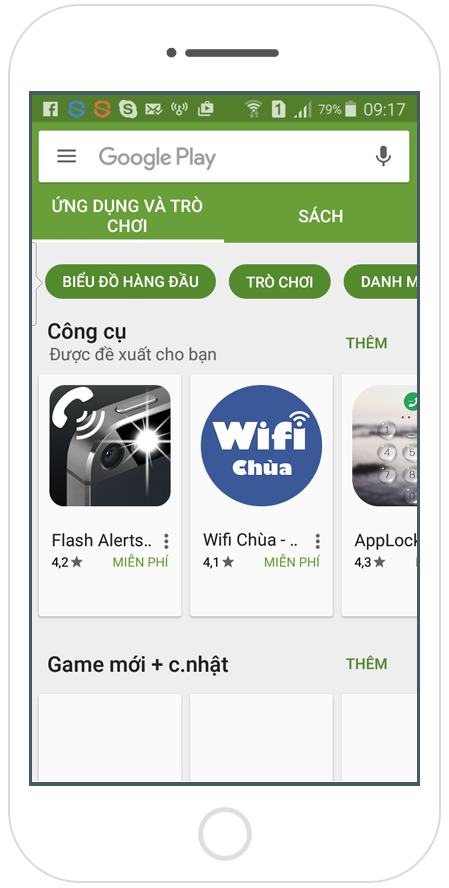 1 79% 09:17
Google Play
ỨNG DỤNG VÀ TRÒ
CHƠI
SÁCH
BIỂU ĐỒ HÀNG ĐẦU TRÒ CHƠI DANH M
Công cụ
THÊM
Được đề xuất cho bạn
Wifi
Chùa
Flash Alerts.. Wifi Chùa - .. AppLock
4,2★ MIỄN PHÍ 4,1★ MIỄN PHÍ 4,3★
Game mới + c.nhật THÊM